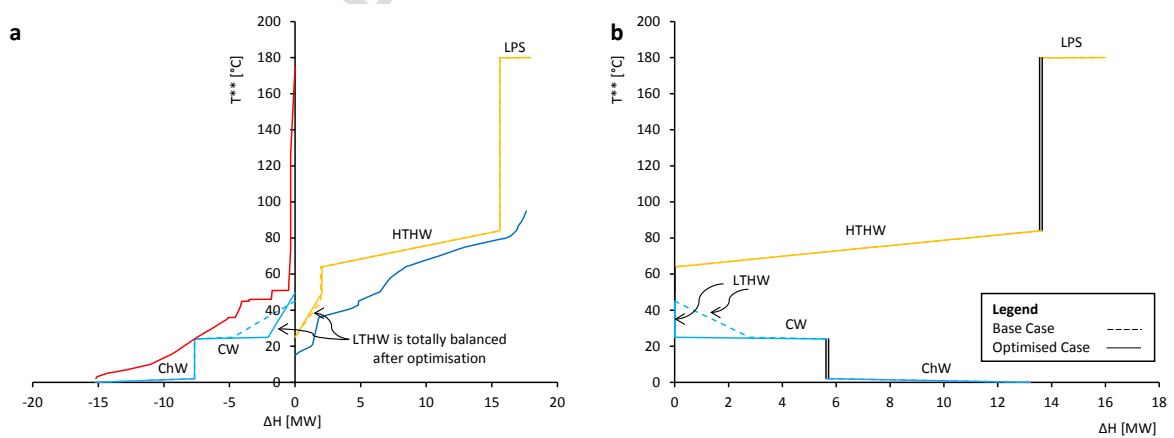 a
T** [°C]
200
180
160
140
120
100
80
60
40
20
0
-20
-15
-10
-5
0
5
10
15
20
ΔH [MW]
LPS
HTHW
CW
ChW
LTHW is totally balanced
after optimisation
b
T** [°C]
200
180
160
140
120
100
80
60
40
20
0
0
2
4
6
8
10
12
14
16
18
ΔH [MW]
LPS
HTHW
LTHW
CW
ChW
Legend
Base Case
Optimised Case